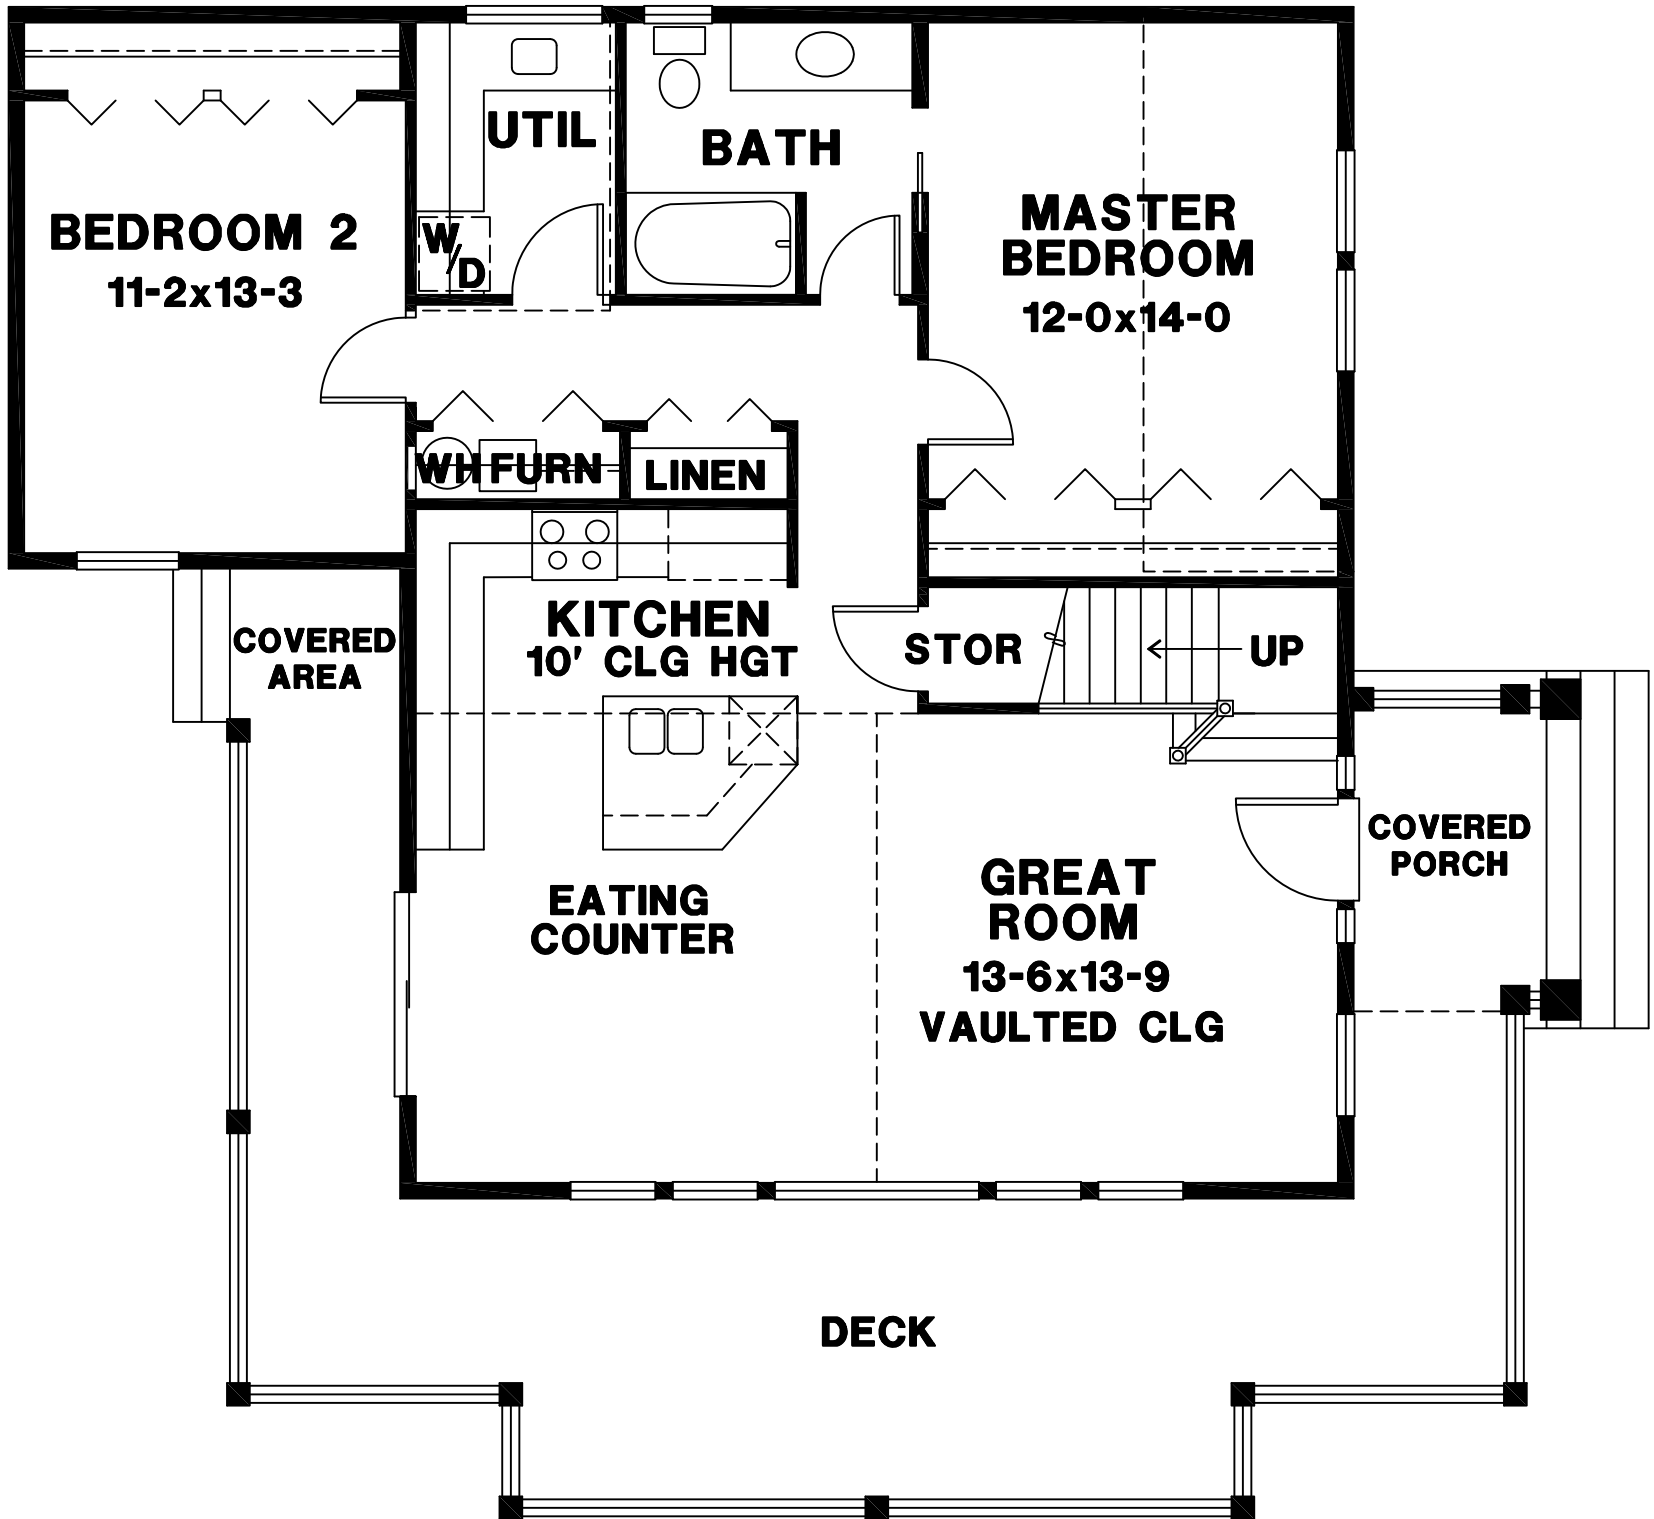 UTIL
BATH
BEDROOM 2
11-2x13-3
W/D
MASTER
BEDROOM
12-0x14-0
WH FURN
LINEN
KITCHEN
10' CLG HGT
COVERED
AREA
STOR
UP
COVERED
PORCH
EATING
COUNTER
GREAT
ROOM
13-6x13-9
VAULTED CLG
DECK